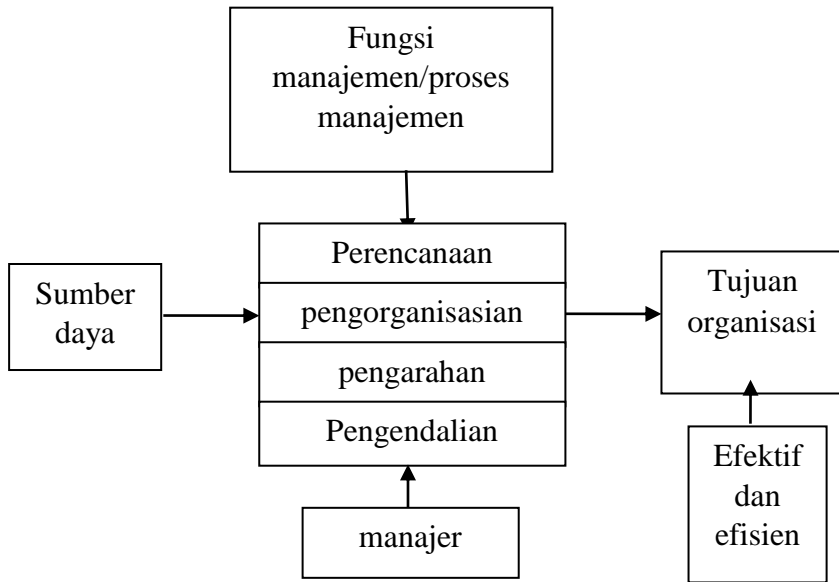 Fungsi
manajemen/proses
manajemen
Perencanaan
pengorganisasian
pengarahan
Pengendalian
Sumber
daya
Tujuan
organisasi
manajer
Efektif
dan
efisien